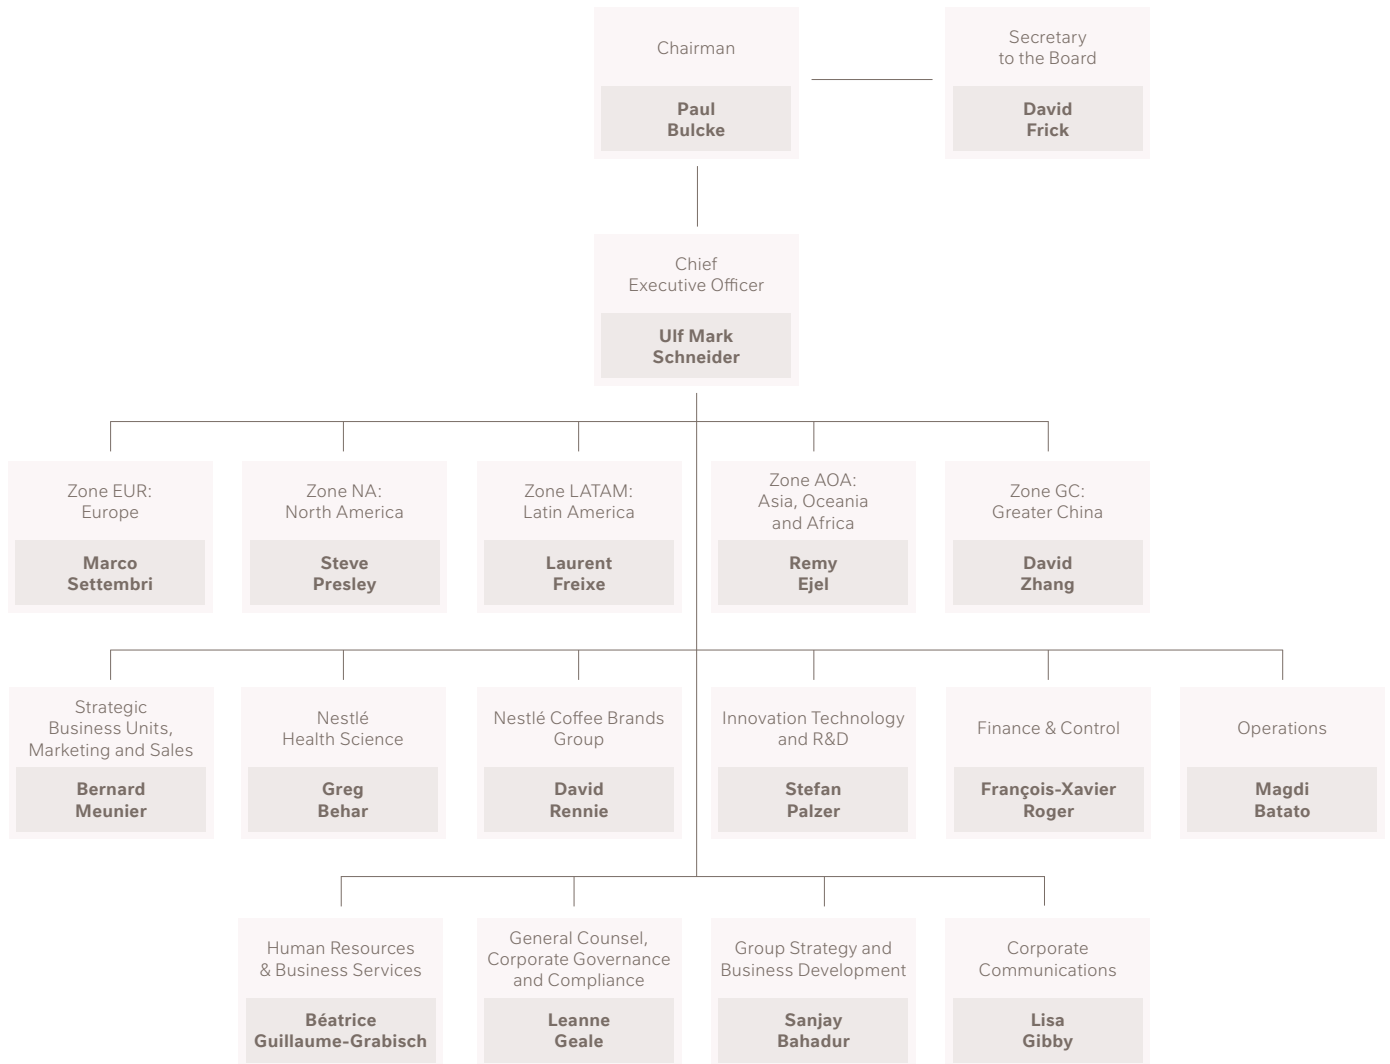 Chairman
Paul
Bulcke
Secretary
to the Board
David
Frick
Chief
Executive Officer
Ulf Mark
Schneider
Zone EUR:
Europe
Marco
Settembri
Zone NA:
North America
Steve
Presley
Zone LATAM:
Latin America
Laurent
Freixe
Zone AOA:
Asia, Oceania
and Africa
Remy
Ejel
Zone GC:
Greater China
David
Zhang
Strategic
Business Units,
Marketing and Sales
Bernard
Meunier
Nestlé
Health Science
Greg
Behar
Nestlé Coffee Brands
Group
David
Rennie
Innovation Technology
and R&D
Stefan
Palzer
Finance & Control
François-Xavier
Roger
Operations
Magdi
Batato
Human Resources
& Business Services
Béatrice
Guillaume-Grabisch
General Counsel,
Corporate Governance
and Compliance
Leanne
Geale
Group Strategy and
Business Development
Sanjay
Bahadur
Corporate
Communications
Lisa
Gibby